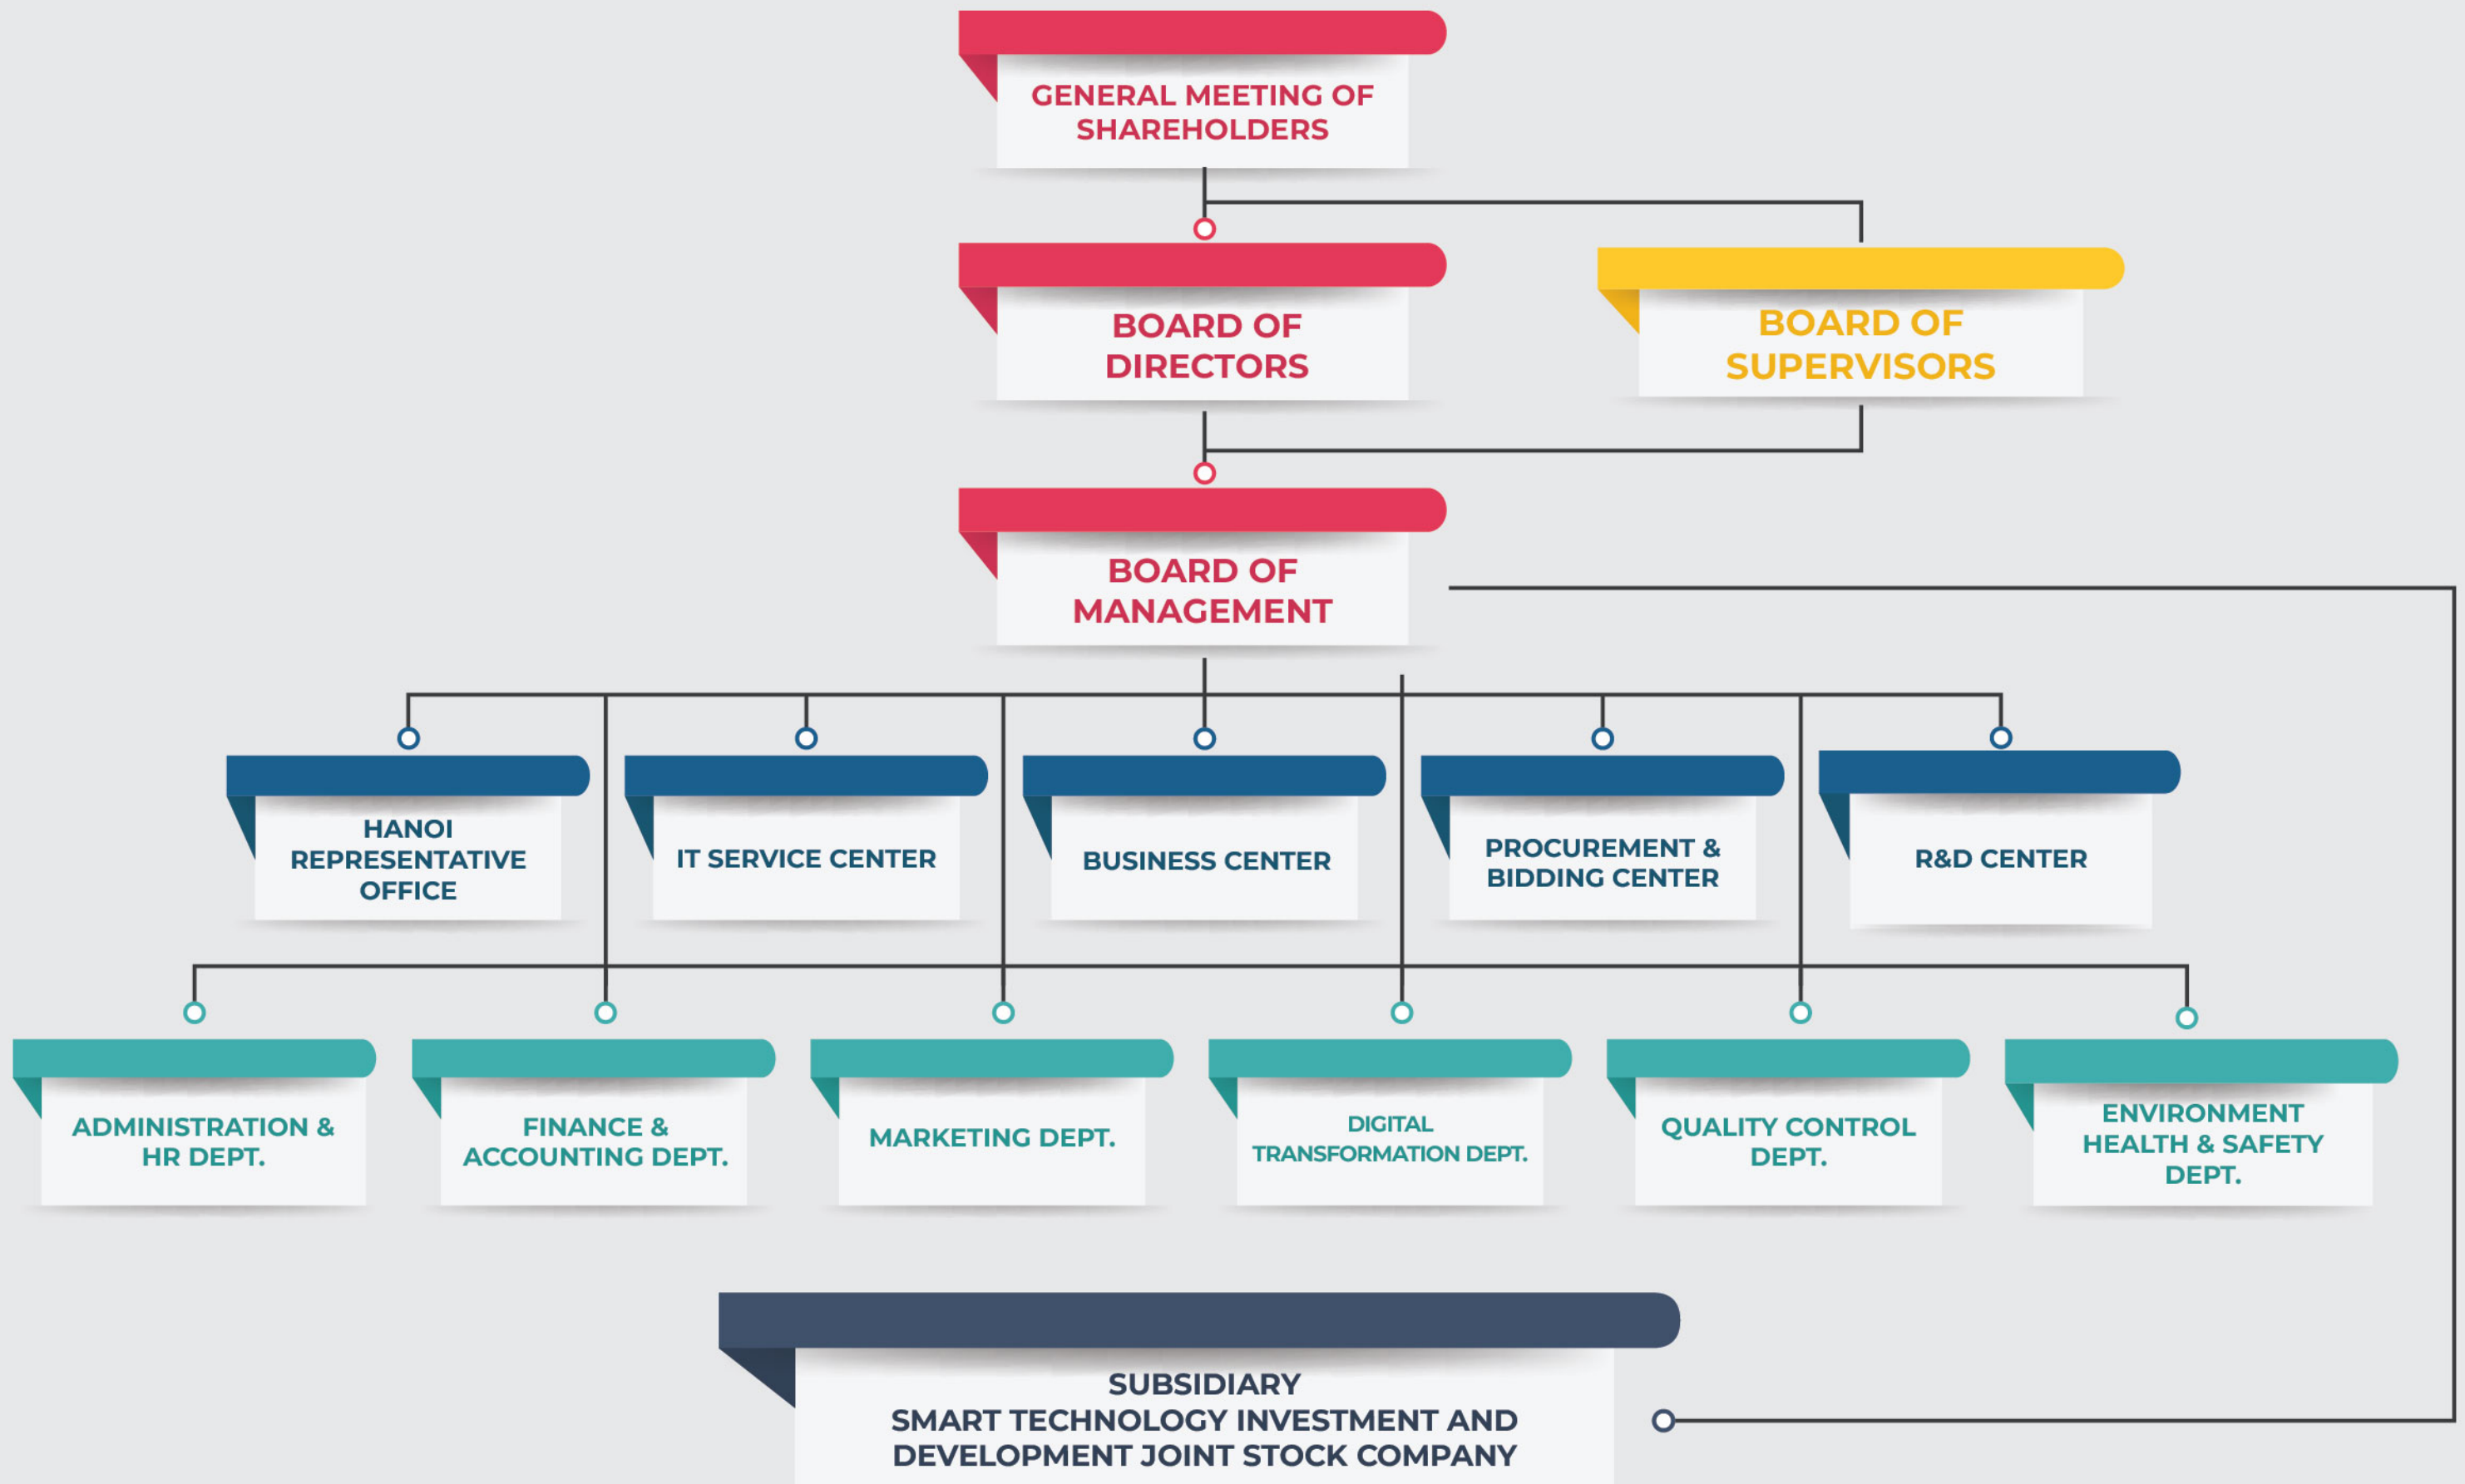 GENERAL MEETING OF
SHAREHOLDERS
BOARD OF
DIRECTORS
BOARD OF
SUPERVISORS
BOARD OF
MANAGEMENT
HANOI
REPRESENTATIVE
OFFICE
IT SERVICE CENTER
BUSINESS CENTER
PROCUREMENT &
BIDDING CENTER
R&D CENTER
ADMINISTRATION &
HR DEPT.
FINANCE &
ACCOUNTING DEPT.
MARKETING DEPT.
DIGITAL
TRANSFORMATION DEPT.
QUALITY CONTROL
DEPT.
ENVIRONMENT
HEALTH & SAFETY
DEPT.
SUBSIDIARY
SMART TECHNOLOGY INVESTMENT AND
DEVELOPMENT JOINT STOCK COMPANY